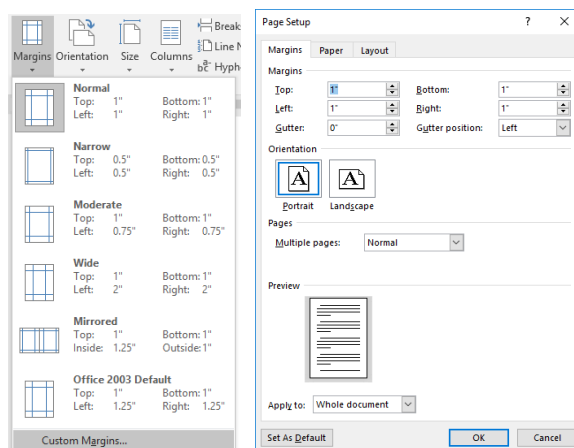 Break
Line N
Margins Orientation Size Columns
bc Hyph
Normal
Top: 1" Bottom: 1"
Left: 1" Right: 1"
Narrow
Top: 0.5" Bottom: 0.5"
Left: 0.5" Right: 0.5"
Moderate
Top: 1" Bottom: 1"
Left: 0.75" Right: 0.75"
Wide
Top: 1" Bottom: 1"
Left: 2" Right: 2"
Mirrored
Top: 1" Bottom: 1"
Inside: 1.25" Outside: 1"
Office 2003 Default
Top: 1" Bottom: 1"
Left: 1.25" Right: 1.25"
Custom Margins...
Page Setup ? X
Margins Paper Layout
Margins
Top: 1" Bottom: 1"
Left: 1" Right: 1"
Gutter: 0" Gutter position: Left
Orientation
A A
Portrait Landscape
Pages
Multiple pages: Normal
Preview
Apply to: Whole document
Set As Default OK Cancel